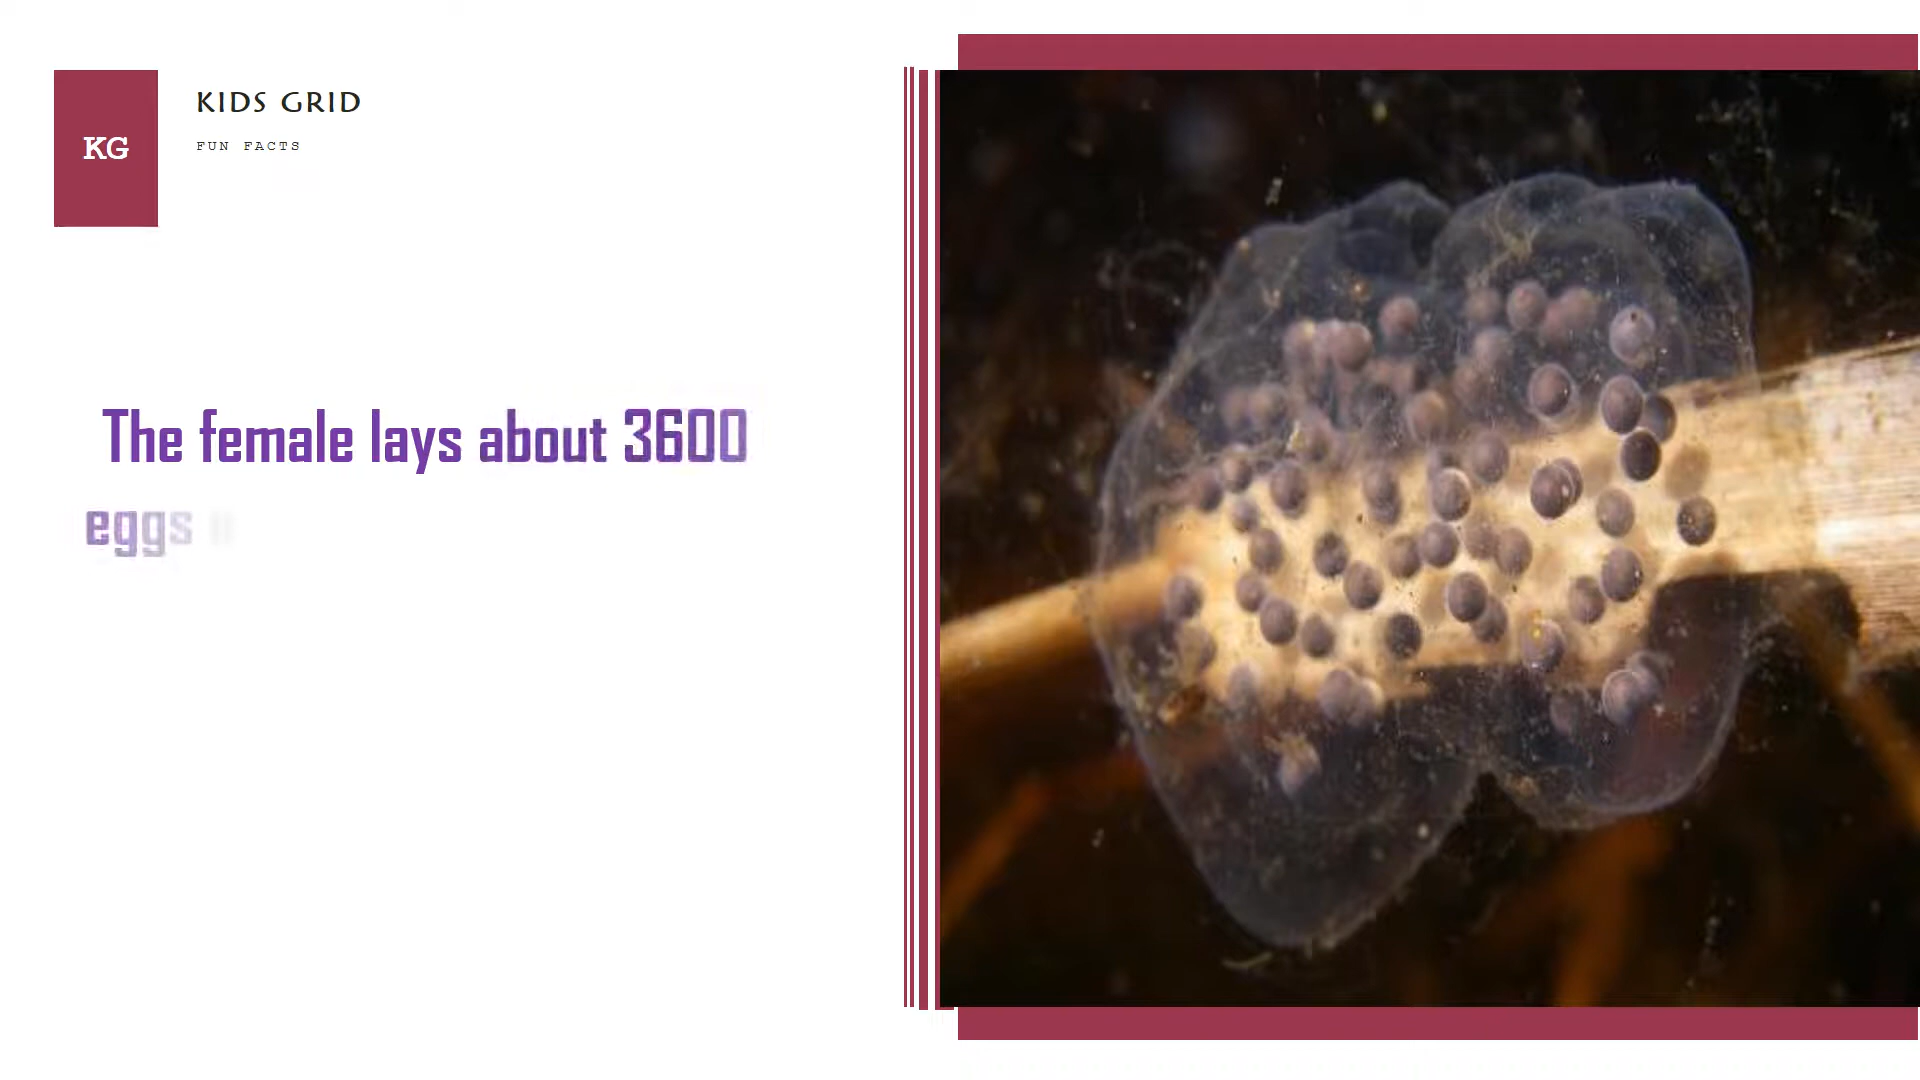 KG
KIDS GRID
FUN FACTS
The female lays about 3600
eggs